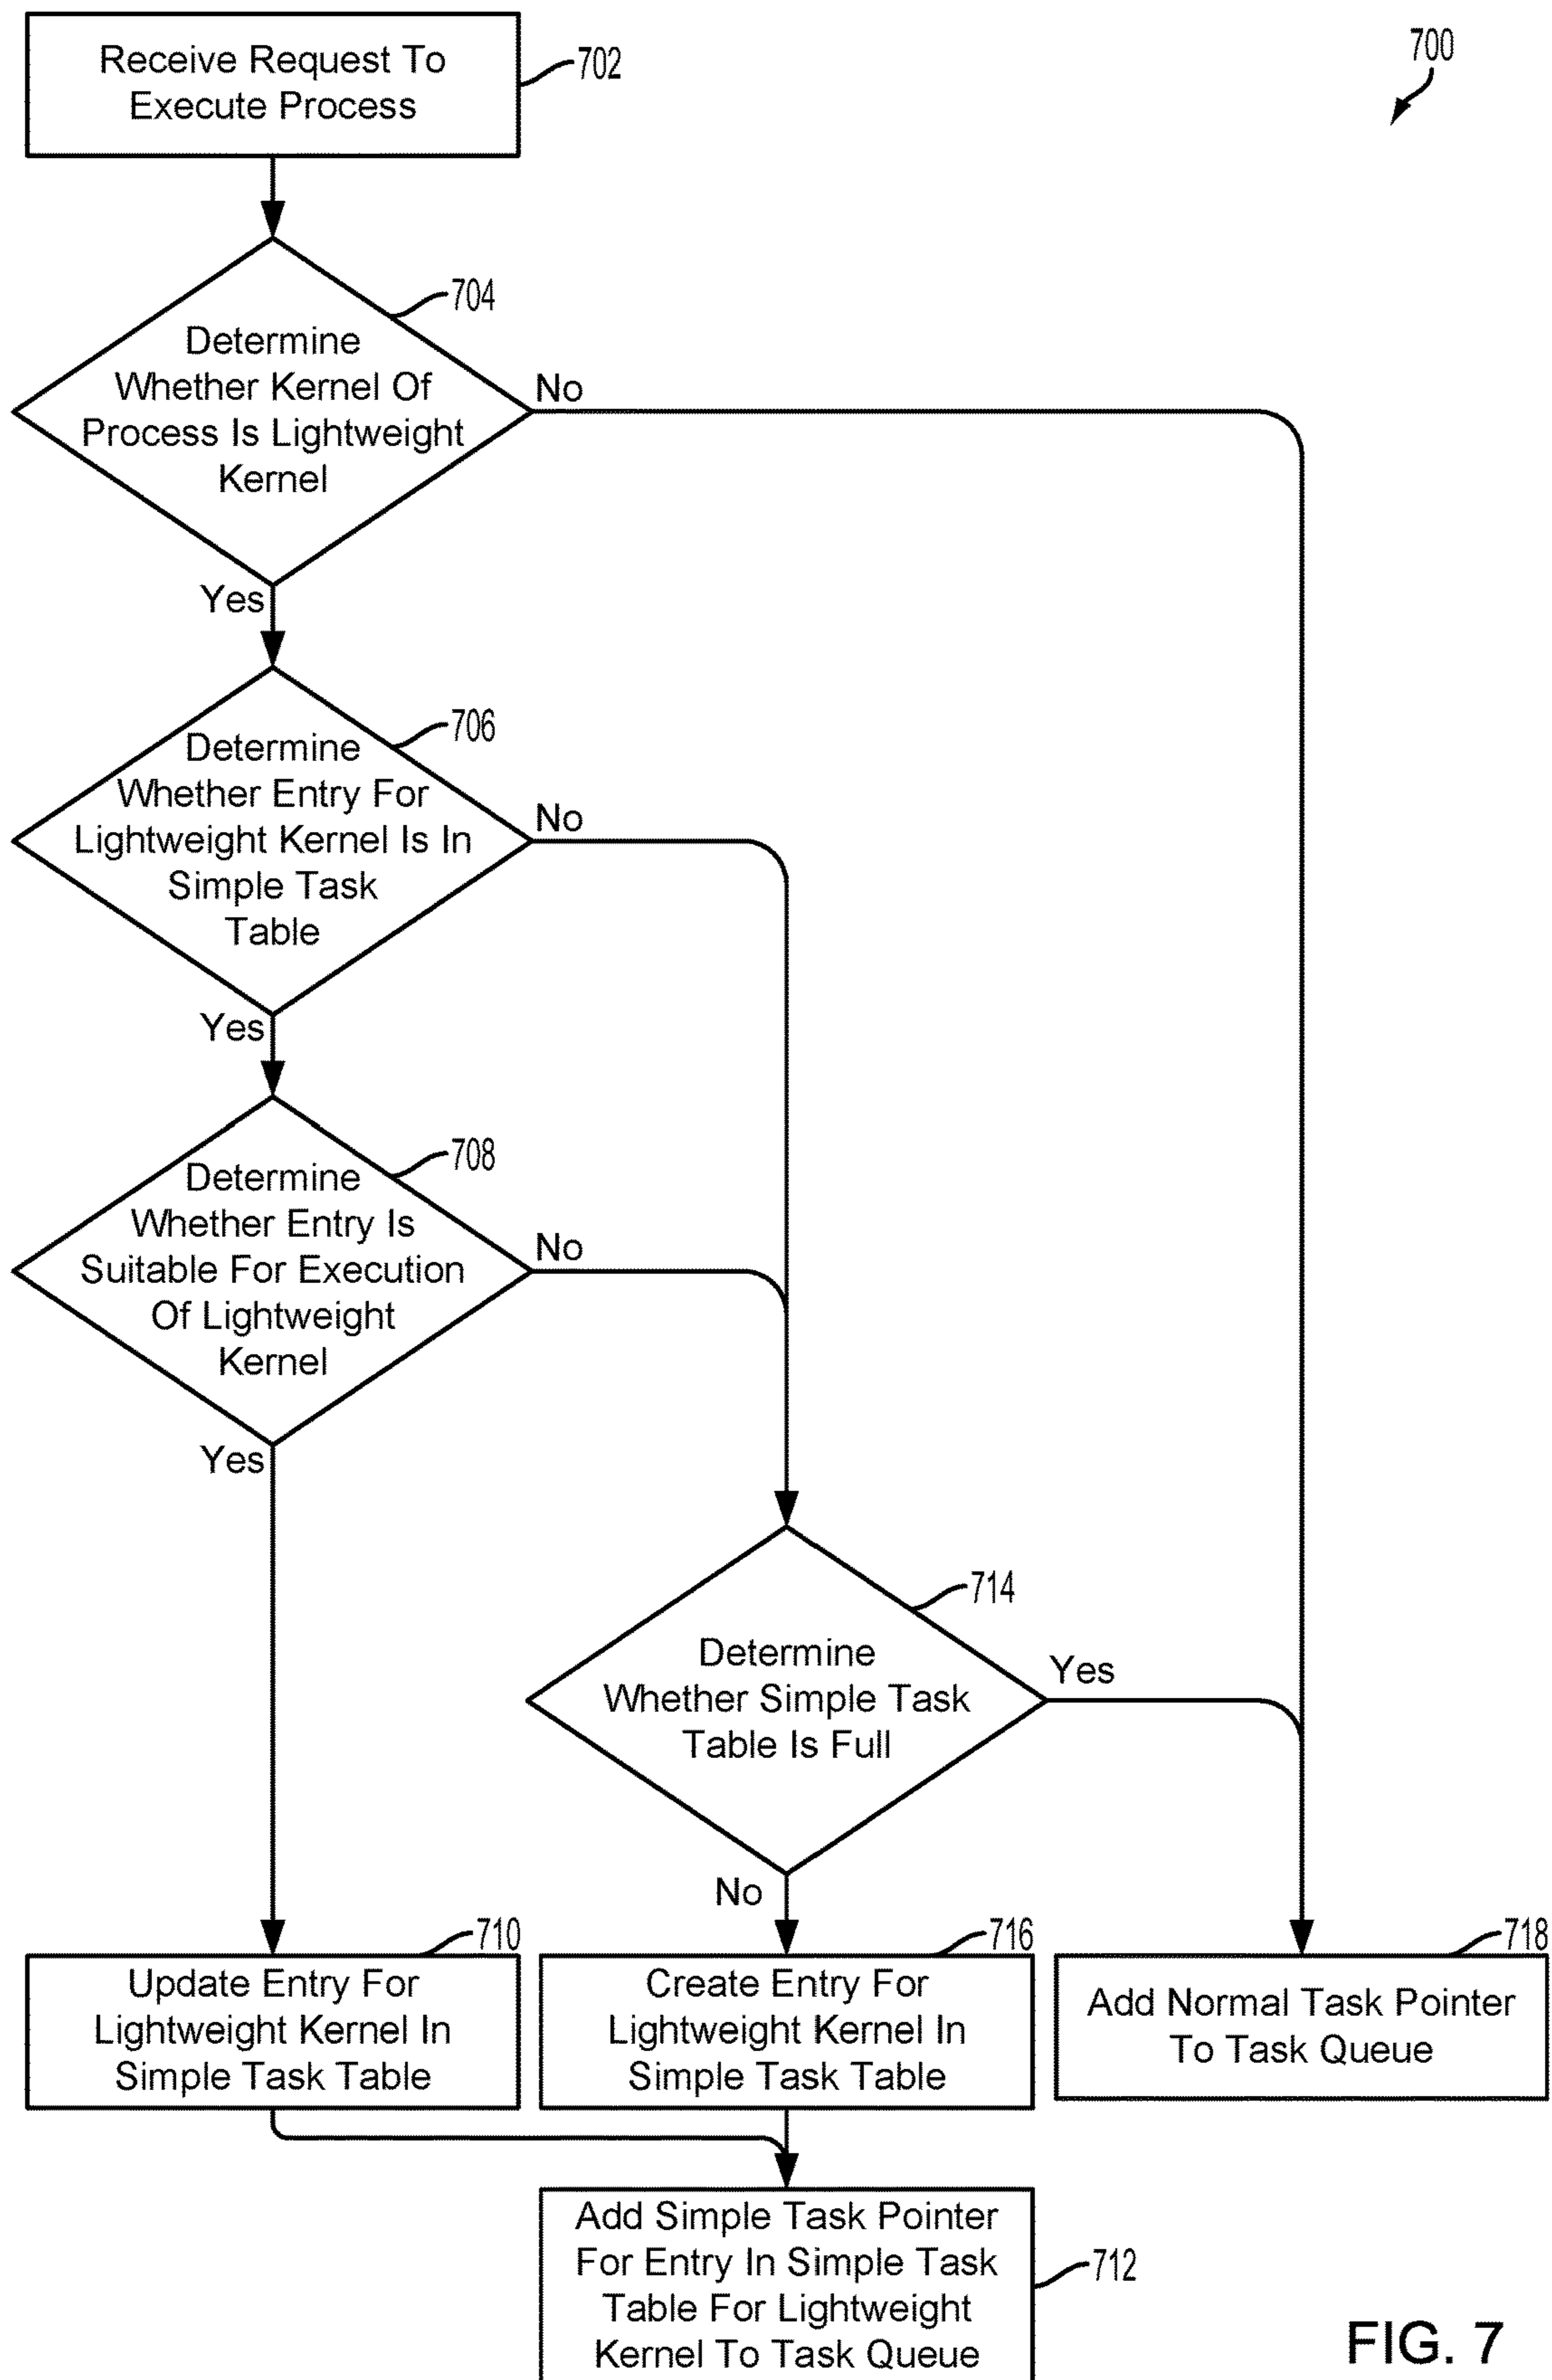 Receive Request To
Execute Process
702
700
704
Determine
Whether Kernel Of
Process Is Lightweight
Kernel
No
Yes
706
Determine
Whether Entry For
Lightweight Kernel Is In
Simple Task
Table
No
Yes
708
Determine
Whether Entry Is
Suitable For Execution
Of Lightweight
Kernel
No
Yes
714
Determine
Whether Simple Task
Table Is Full
Yes
No
710
Update Entry For
Lightweight Kernel In
Simple Task Table
716
Create Entry For
Lightweight Kernel In
Simple Task Table
718
Add Normal Task Pointer
To Task Queue
Add Simple Task Pointer
For Entry In Simple Task
Table For Lightweight
Kernel To Task Queue
712
FIG. 7